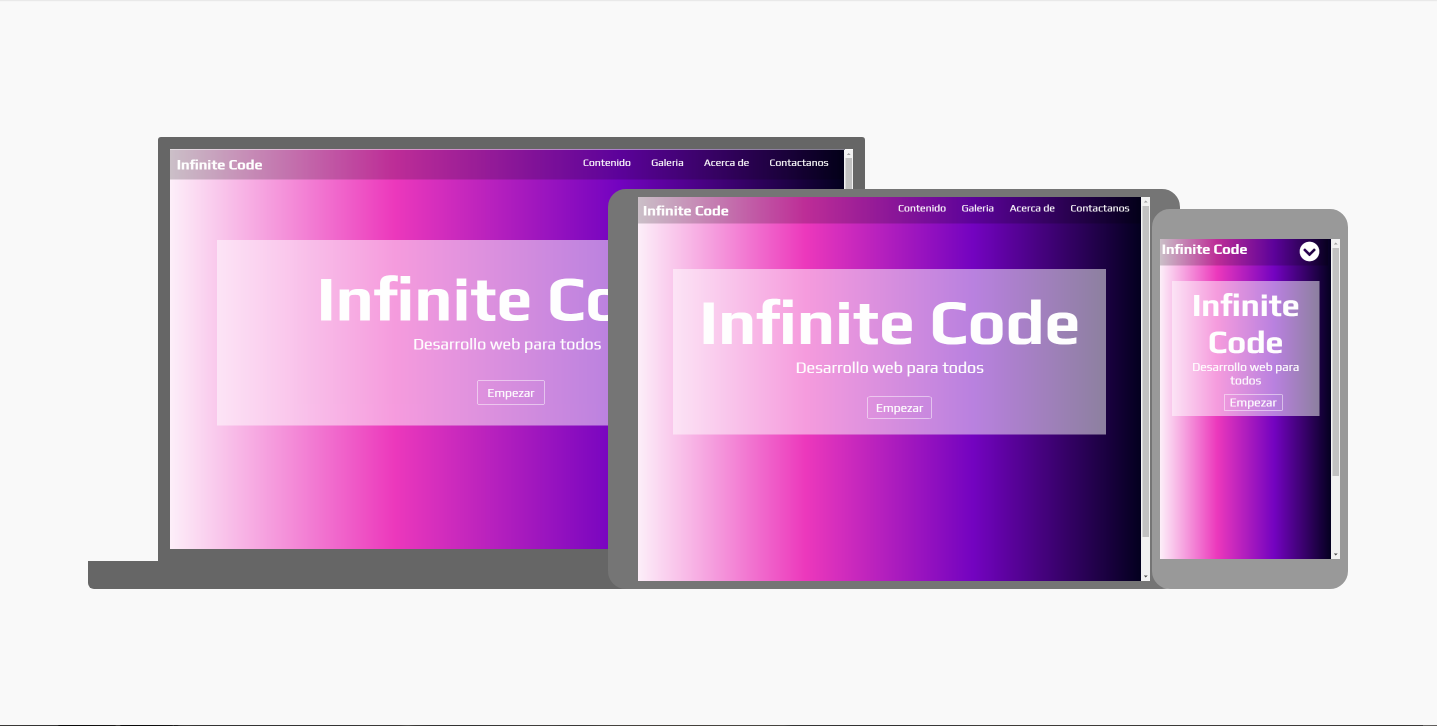 Infinite Code
Contenido Galeria Acerca de Contactanos
Infinite Co
Desarrollo web para todos
Empezar
Infinite Code
Contenido Galeria Acerca de Contactanos
Infinite Code
Desarrollo web para todos
Empezar
Infinite Code
Infinite
Code
Desarrollo web para
todos
Empezar